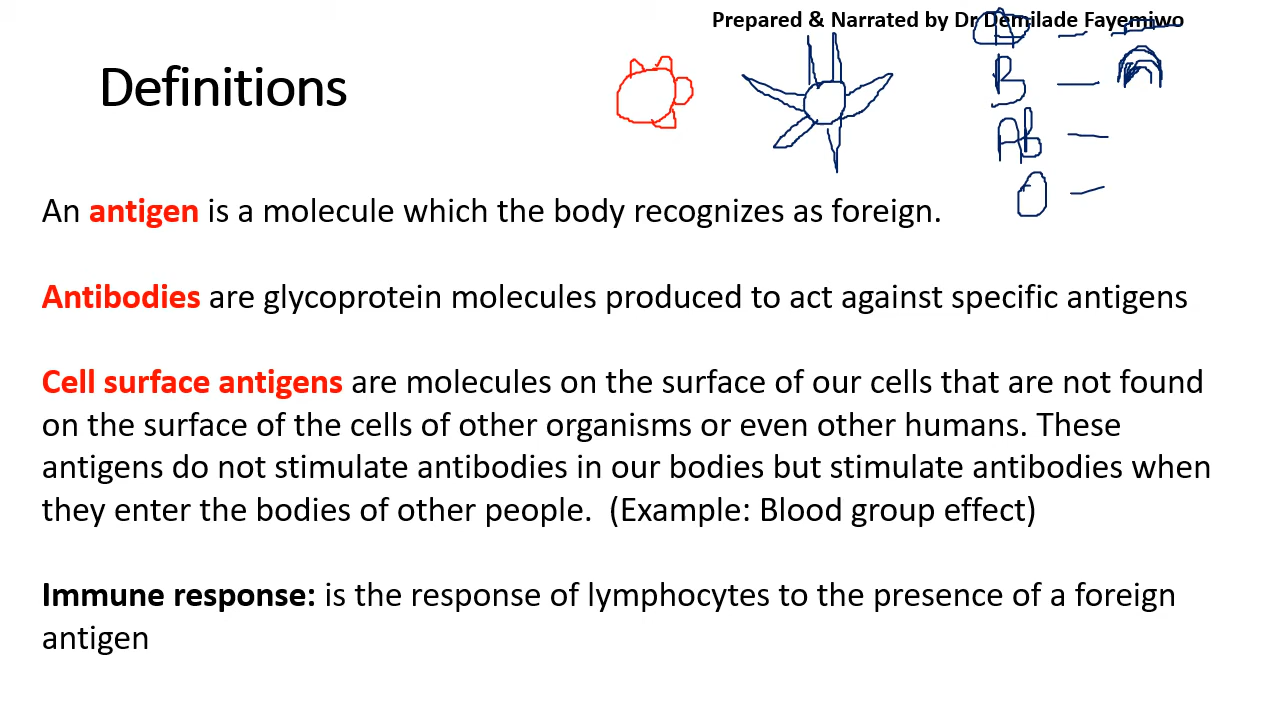 Prepared & Narrated by Dr Demilade Fayemiwo
Definitions
A
B
Ab
O
An antigen is a molecule which the body recognizes as foreign.
Antibodies are glycoprotein molecules produced to act against specific antigens
Cell surface antigens are molecules on the surface of our cells that are not found
on the surface of the cells of other organisms or even other humans. These
antigens do not stimulate antibodies in our bodies but stimulate antibodies when
they enter the bodies of other people.  (Example: Blood group effect)
Immune response: is the response of lymphocytes to the presence of a foreign
antigen